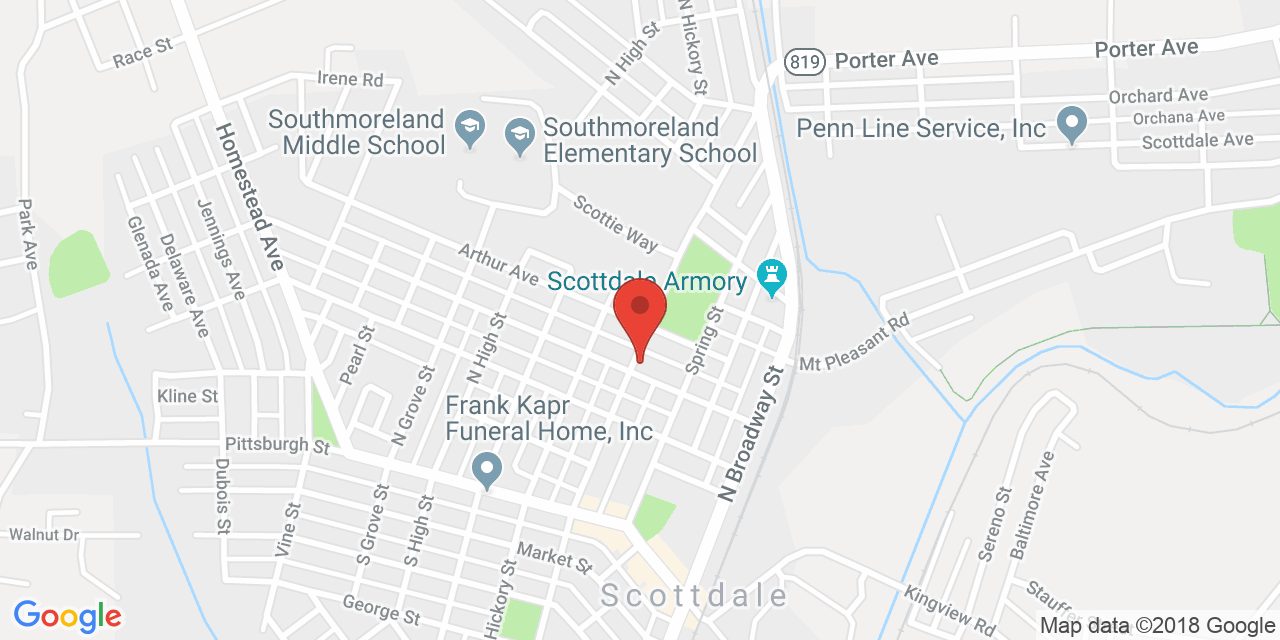 Race St
Irene Rd
N High St
N Hickory St
819
Porter Ave
Porter Ave
Orchard Ave
Orchana Ave
Scottdale Ave
Penn Line Service, Inc
Southmoreland
Middle School
Southmoreland
Elementary School
Homestead Ave
Park Ave
Jennings Ave
Delaware Ave
Glenada Ave
Scottie Way
Arthur Ave
Scottdale Armory
Spring St
Mt Pleasant Rd
N High St
Pearl St
N Grove St
Kline St
Frank Kapr
Funeral Home, Inc
Pittsburgh St
N Broadway St
Dubois St
Vine St
S Grove St
S High St
Hickory St
Walnut Dr
Market St
George St
Scottdale
Sereno St
Baltimore Ave
Kingview Rd
Stauffer
Google
Map data ©2018 Google